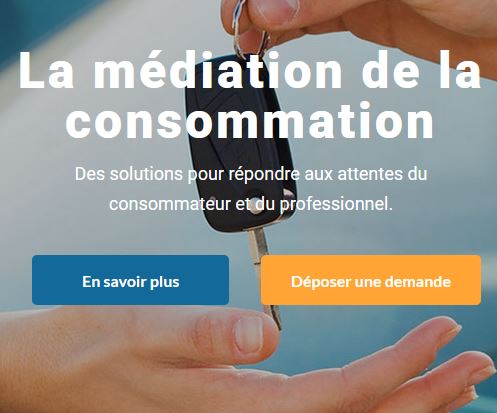 La médiation de la
consommation
Des solutions pour répondre aux attentes du
consommateur et du professionnel.
En savoir plus
Déposer une demande